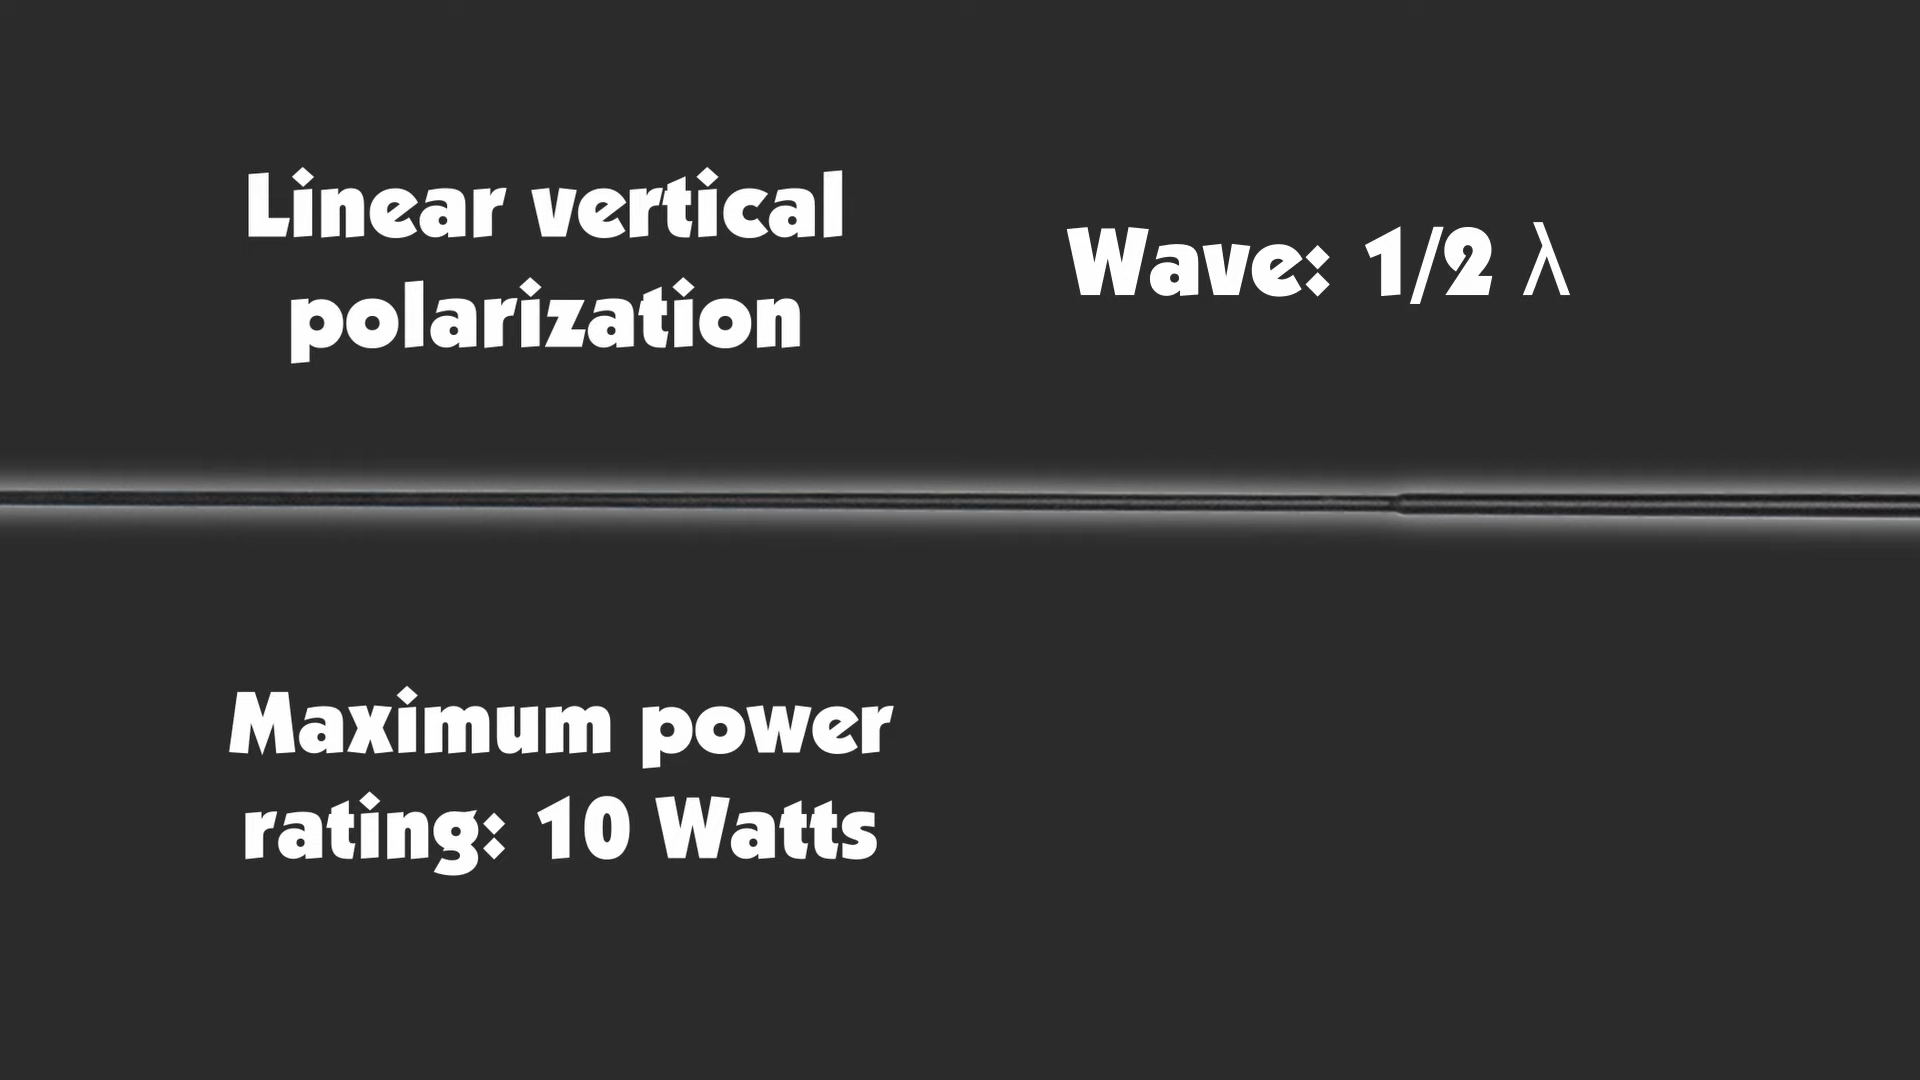 Linear vertical
polarization
Wave: 1/2 λ
Maximum power
rating: 10 Watts